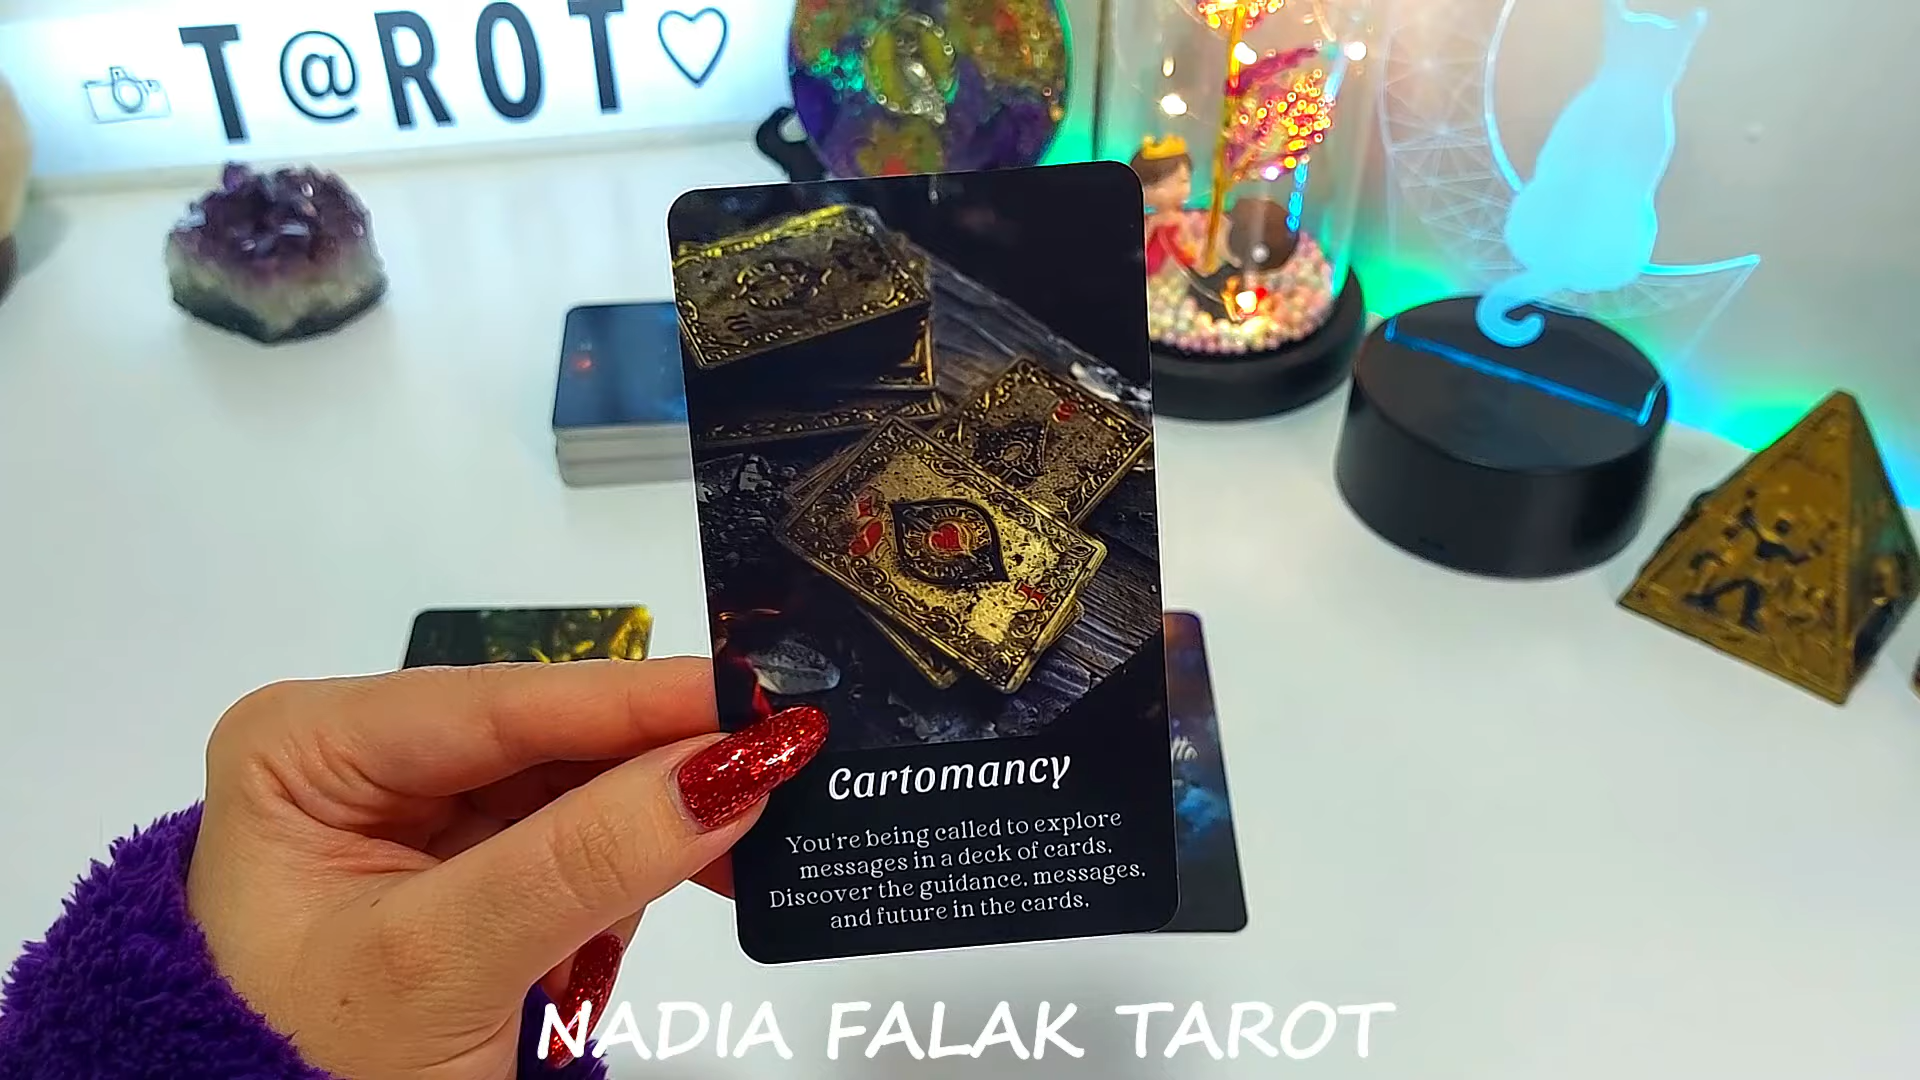 T@ROT♡
Cartomancy
You're being called to explore
messages in a deck of cards.
Discover the guidance, messages,
and future in the cards.
NADIA FALAK TAROT